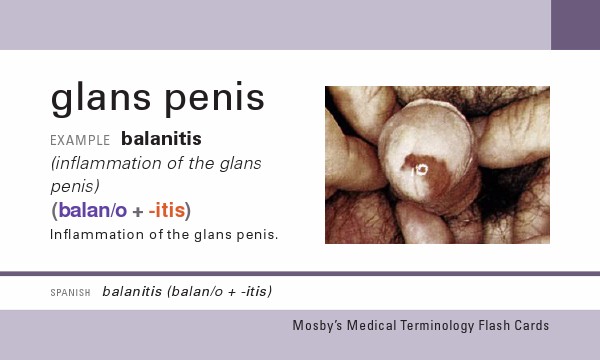 glans penis
EXAMPLE balanitis
(inflammation of the glans
penis)
(balan/o + -itis)
Inflammation of the glans penis.
SPANISH balanitis (balan/o + -itis)
Mosby's Medical Terminology Flash Cards